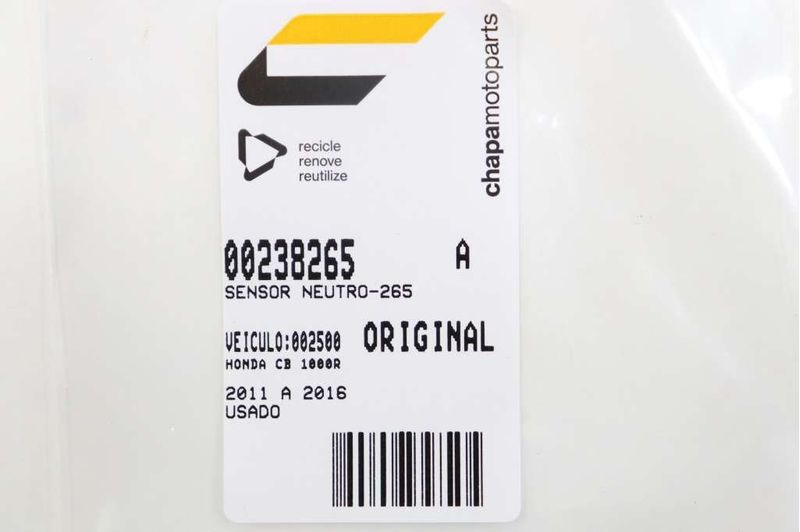 chapamotoparts
recicle
renove
reutilize
00238265 A
SENSOR NEUTRO-265
VEICULO:002500 ORIGINAL
HONDA CB 1000R
2011 A 2016
USADO